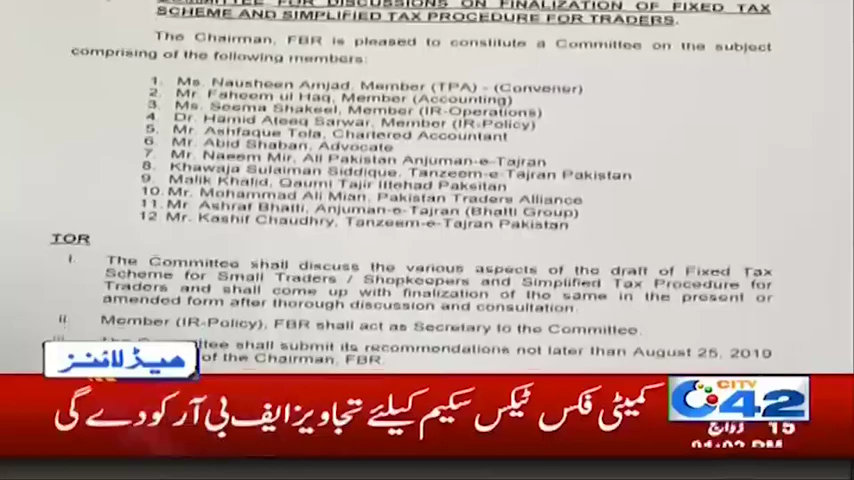 COMMITTEE FOR DISCUSSIONS ON FINALIZATION OF FIXED TAX
SCHEME AND SIMPLIFIED TAX PROCEDURE FOR TRADERS.
The Chairman, FBR is pleased to constitute a Committee on the subject
comprising of the following members:
1. Ms. Nausheen Amjad, Member (TPA) - (Convener)
2. Mr. Faheem ul Haq, Member (Accounting)
3. Ms. Seema Shakeel, Member (IR-Operations)
4. Dr. Hamid Ateeq Sarwar, Member (IR-Policy)
5. Mr. Ashfaque Tola, Chartered Accountant
6. Mr. Abid Shaban, Advocate
7. Mr. Naeem Mir, All Pakistan Anjuman-e-Tajran
8. Khawaja Sulaiman Siddique, Tanzeem-e-Tajran Pakistan
9. Malik Khalid, Qaumi Tajir Ittehad Paksitan
10. Mr. Mohammad Ali Mian, Pakistan Traders Alliance
11. Mr. Ashraf Bhatti, Anjuman-e-Tajran (Bhatti Group)
12 Mr. Kashif Chaudhry, Tanzeem-e-Tajran Pakistan
TOR
i. The Committee shall discuss the various aspects of the draft of Fixed Tax
Scheme for Small Traders / Shopkeepers and Simplified Tax Procedure for
Traders and shall come up with finalization of the same in the present or
amended form after thorough discussion and consultation.
ii. Member (IR-Policy), FBR shall act as Secretary to the Committee.
shall submit its recommendations not later than August 25, 2019
of the Chairman, FBR.
ہیڈلائنز
کمیٹی فکس ٹیکس سکیم کیلئے تجاویز ایف بی آر کو دے گی
CITY
42
15 ذوالج
01:02 PM